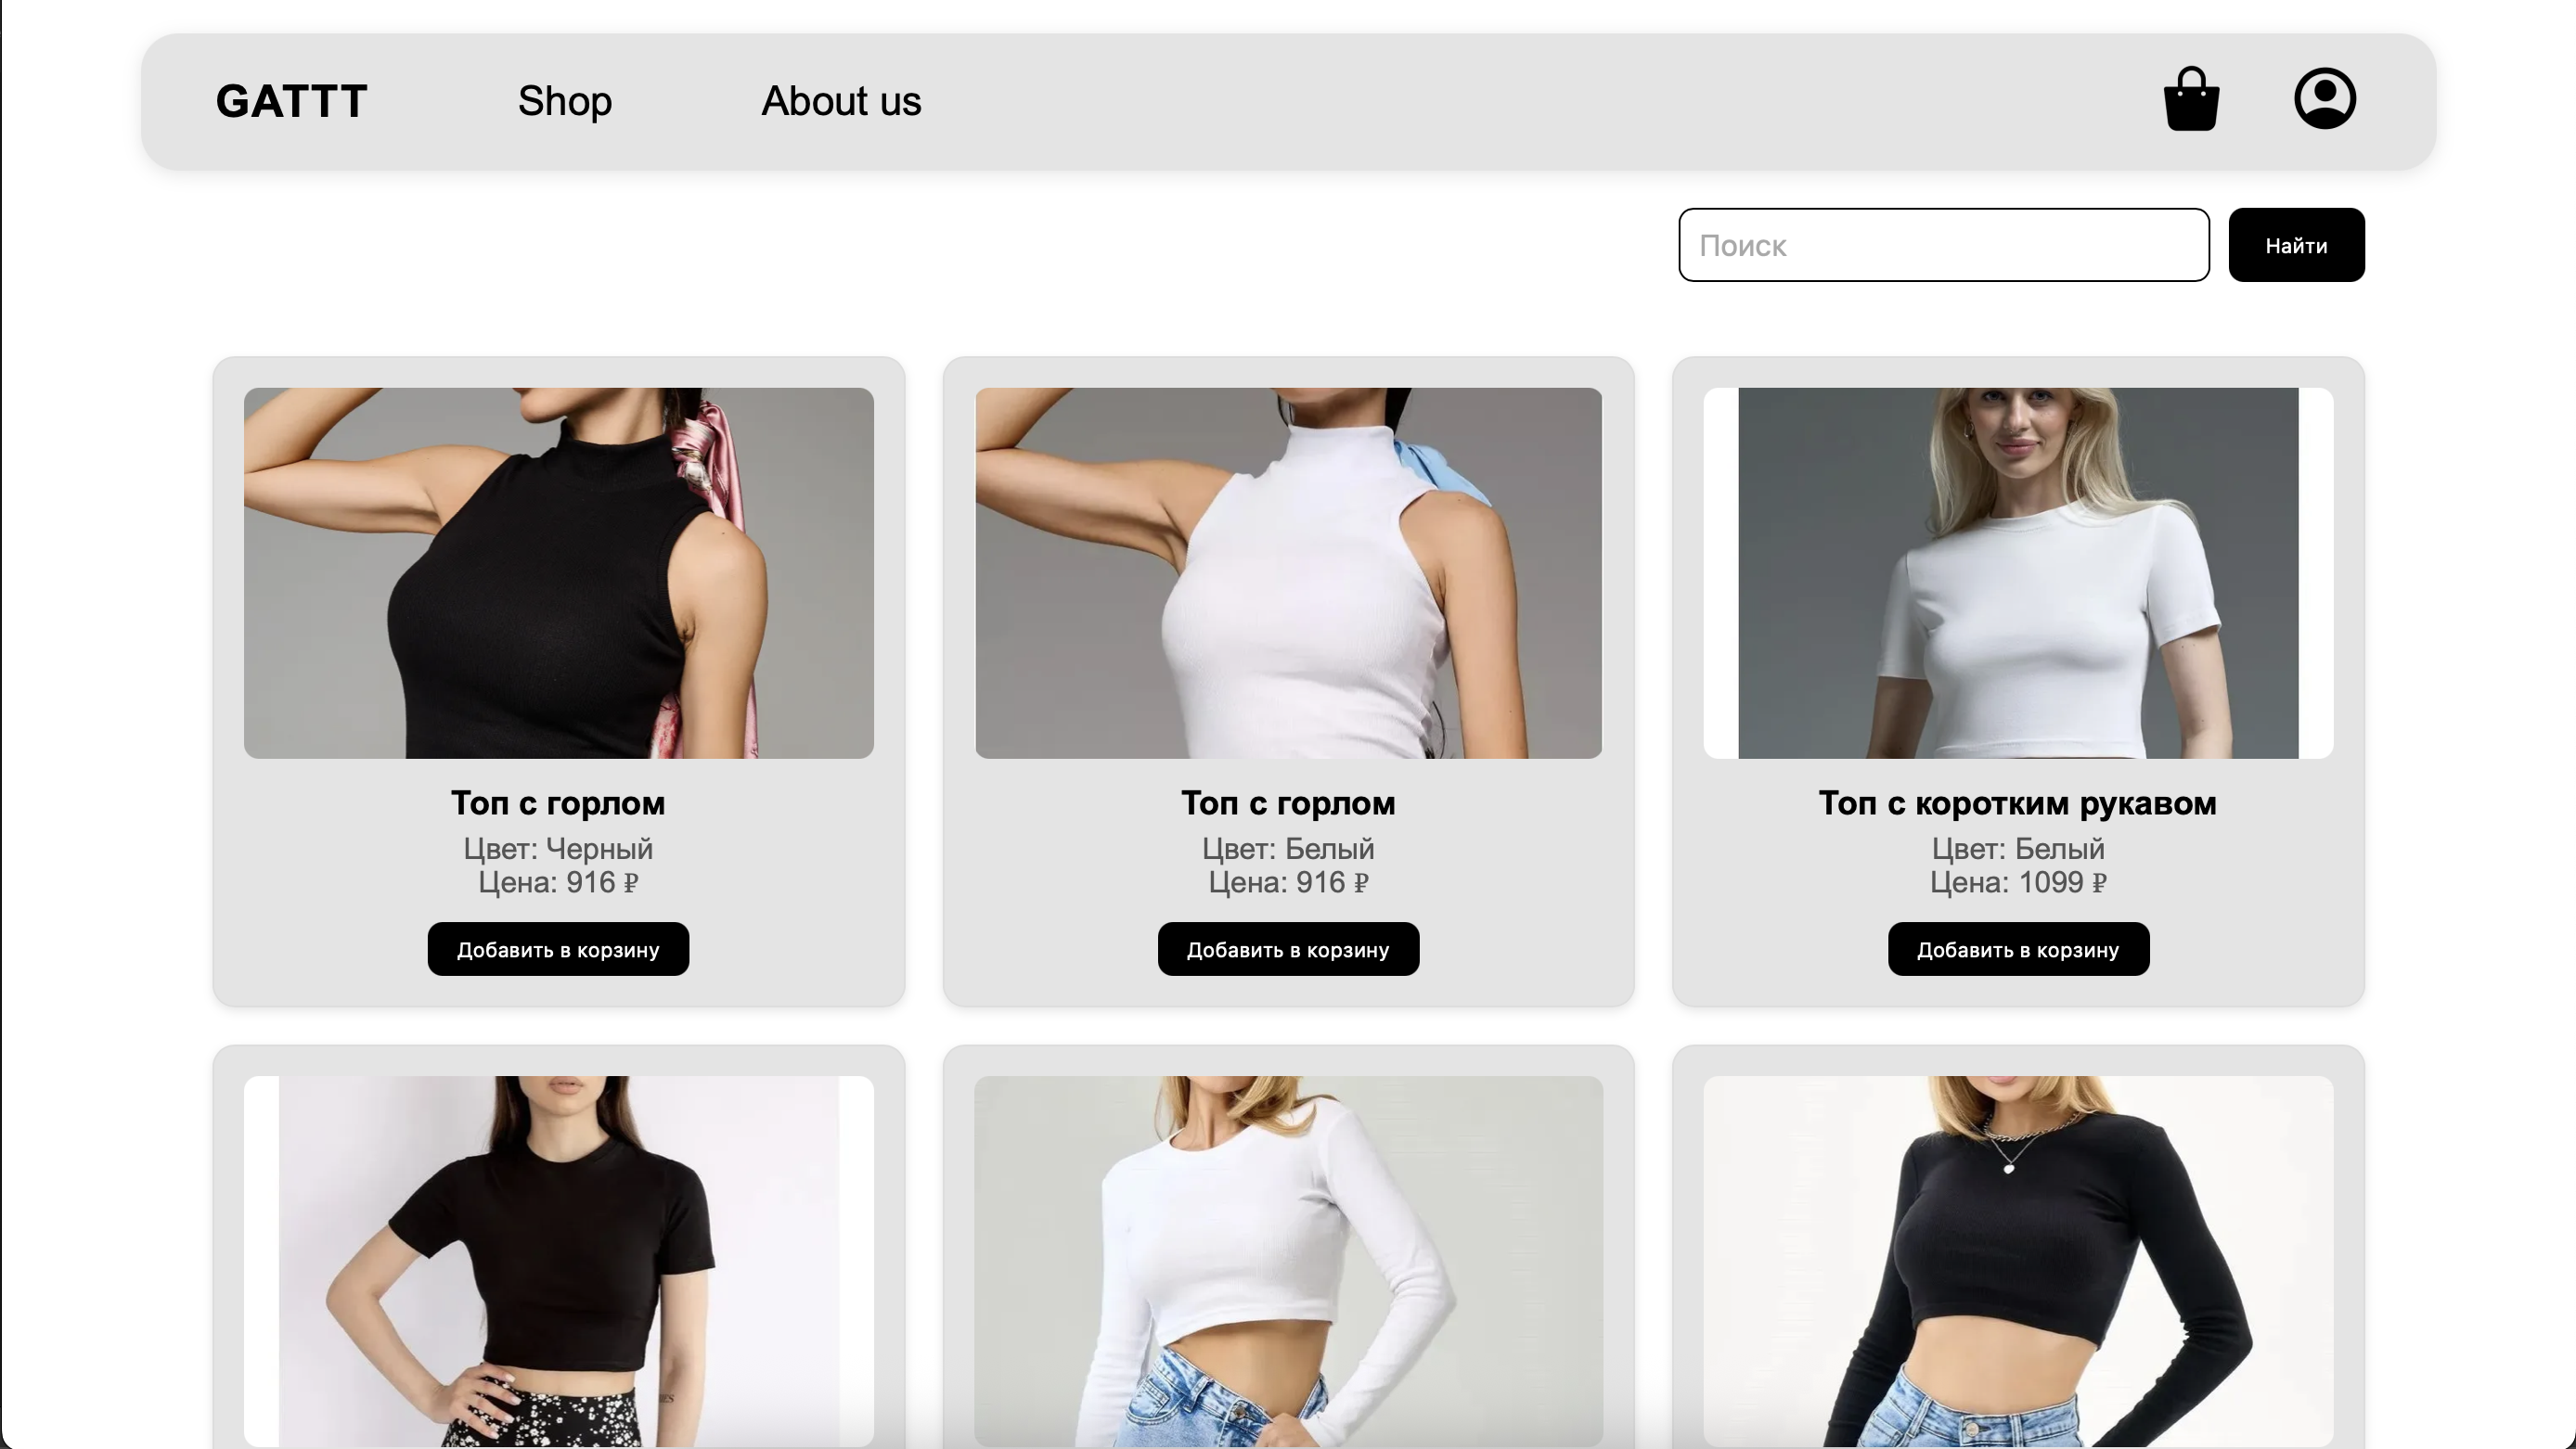 GATTT
Shop
About us
Поиск
Найти
Топ с горлом
Цвет: Черный
Цена: 916 ₽
Добавить в корзину
Топ с горлом
Цвет: Белый
Цена: 916 ₽
Добавить в корзину
Топ с коротким рукавом
Цвет: Белый
Цена: 1099 ₽
Добавить в корзину